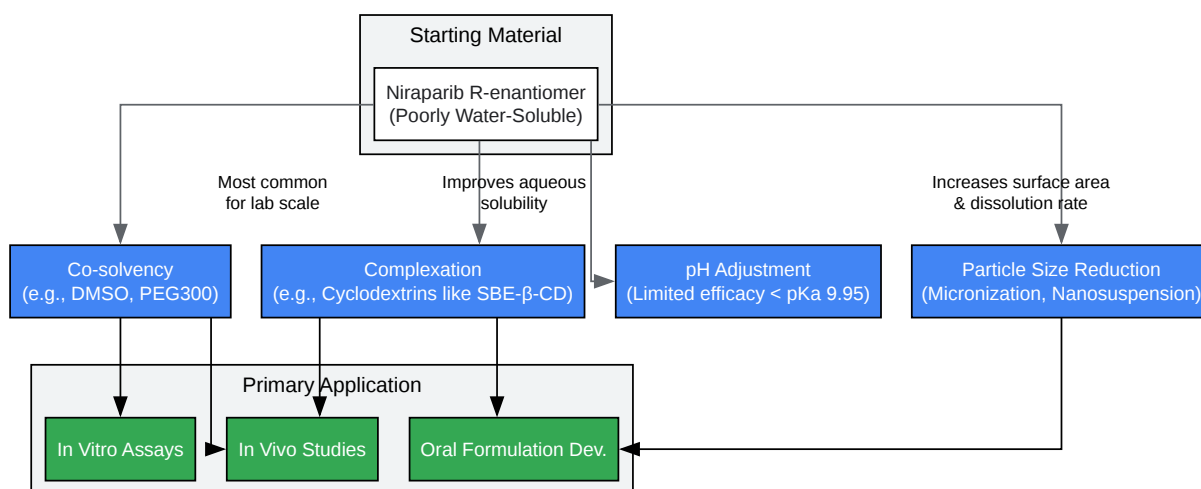 Starting Material
Niraparib R-enantiomer
(Poorly Water-Soluble)
Most common
for lab scale
Improves aqueous
solubility
Increases surface area
& dissolution rate
Co-solvency
(e.g., DMSO, PEG300)
Complexation
(e.g., Cyclodextrins like SBE-β-CD)
pH Adjustment
(Limited efficacy < pKa 9.95)
Particle Size Reduction
(Micronization, Nanosuspension)
Primary Application
In Vitro Assays
In Vivo Studies
Oral Formulation Dev.